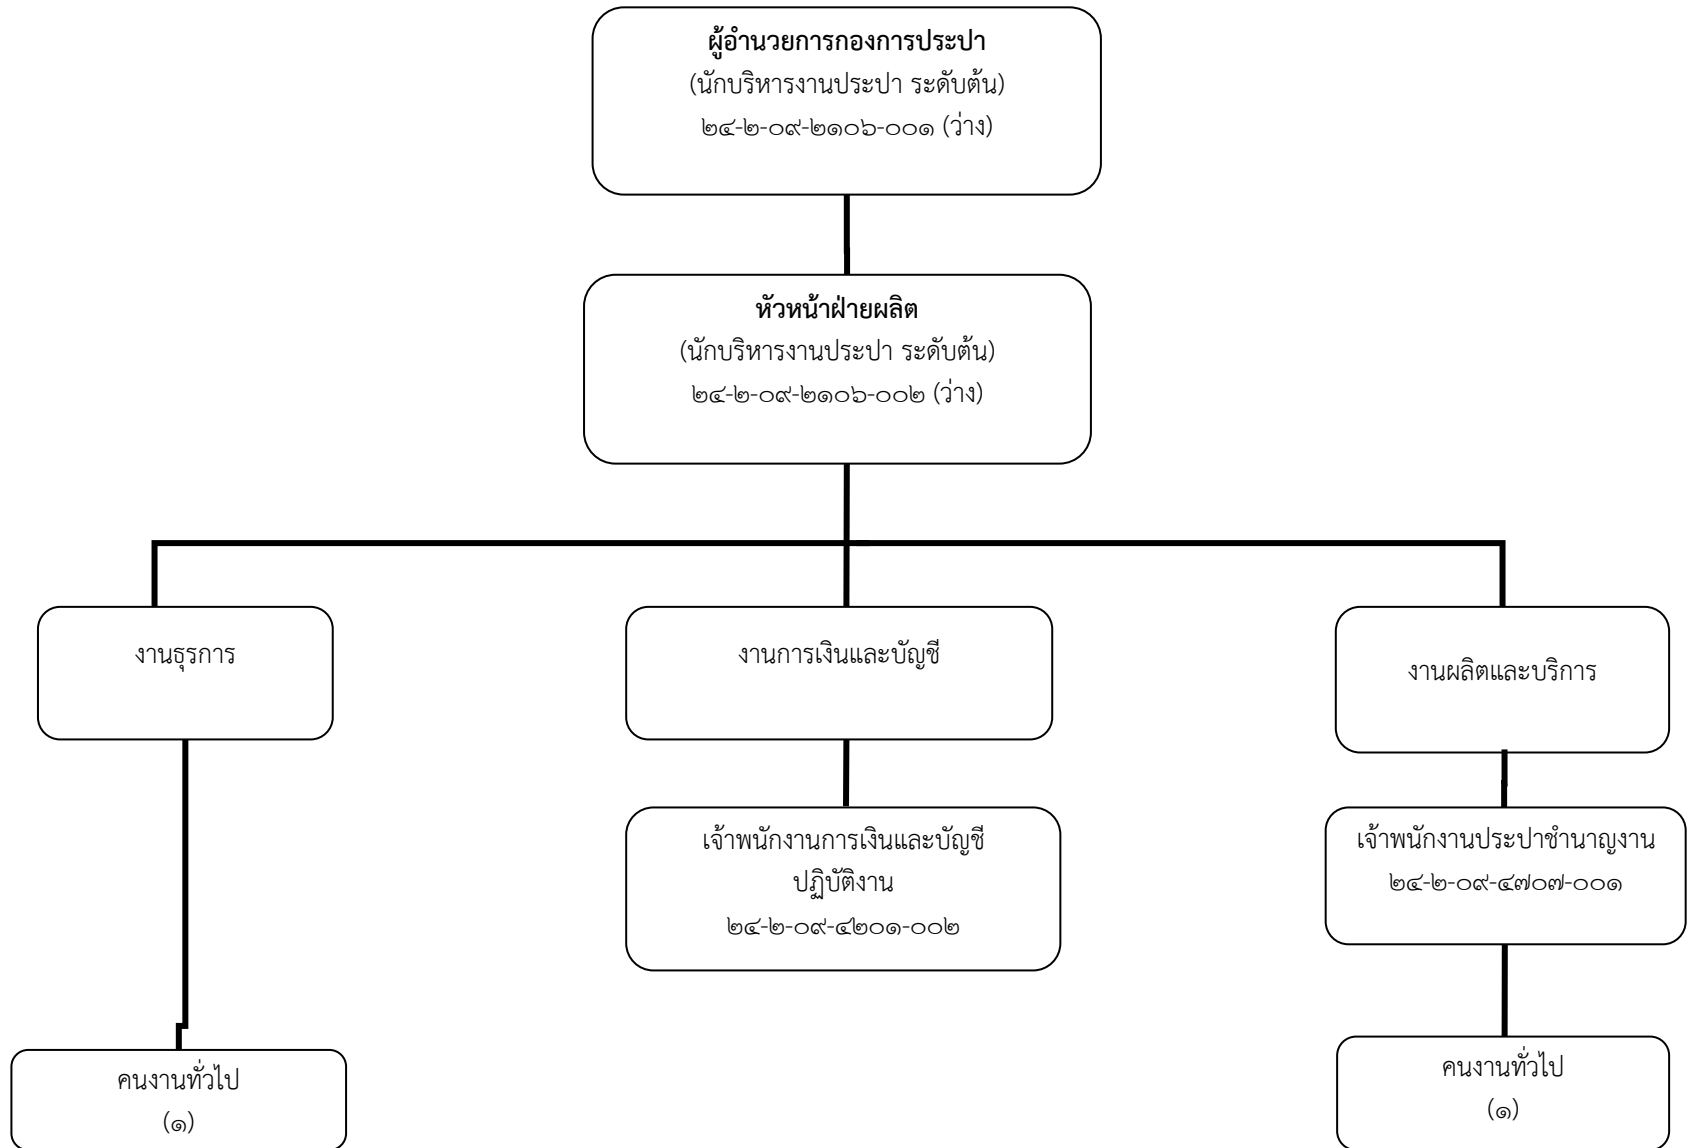 ผู้อำนวยการกองการประปา
(นักบริหารงานประปา ระดับต้น)
๒๔-๒-๐๙-๒๑๐๖-๐๐๑ (ว่าง)
หัวหน้าฝ่ายผลิต
(นักบริหารงานประปา ระดับต้น)
๒๔-๒-๐๙-๒๑๐๖-๐๐๒ (ว่าง)
งานธุรการ
งานการเงินและบัญชี
งานผลิตและบริการ
เจ้าพนักงานการเงินและบัญชี
ปฏิบัติงาน
๒๔-๒-๐๙-๔๒๐๑-๐๐๒
เจ้าพนักงานประปาชำนาญงาน
๒๔-๒-๐๙-๔๗๐๗-๐๐๑
คนงานทั่วไป
(๑)
คนงานทั่วไป
(๑)